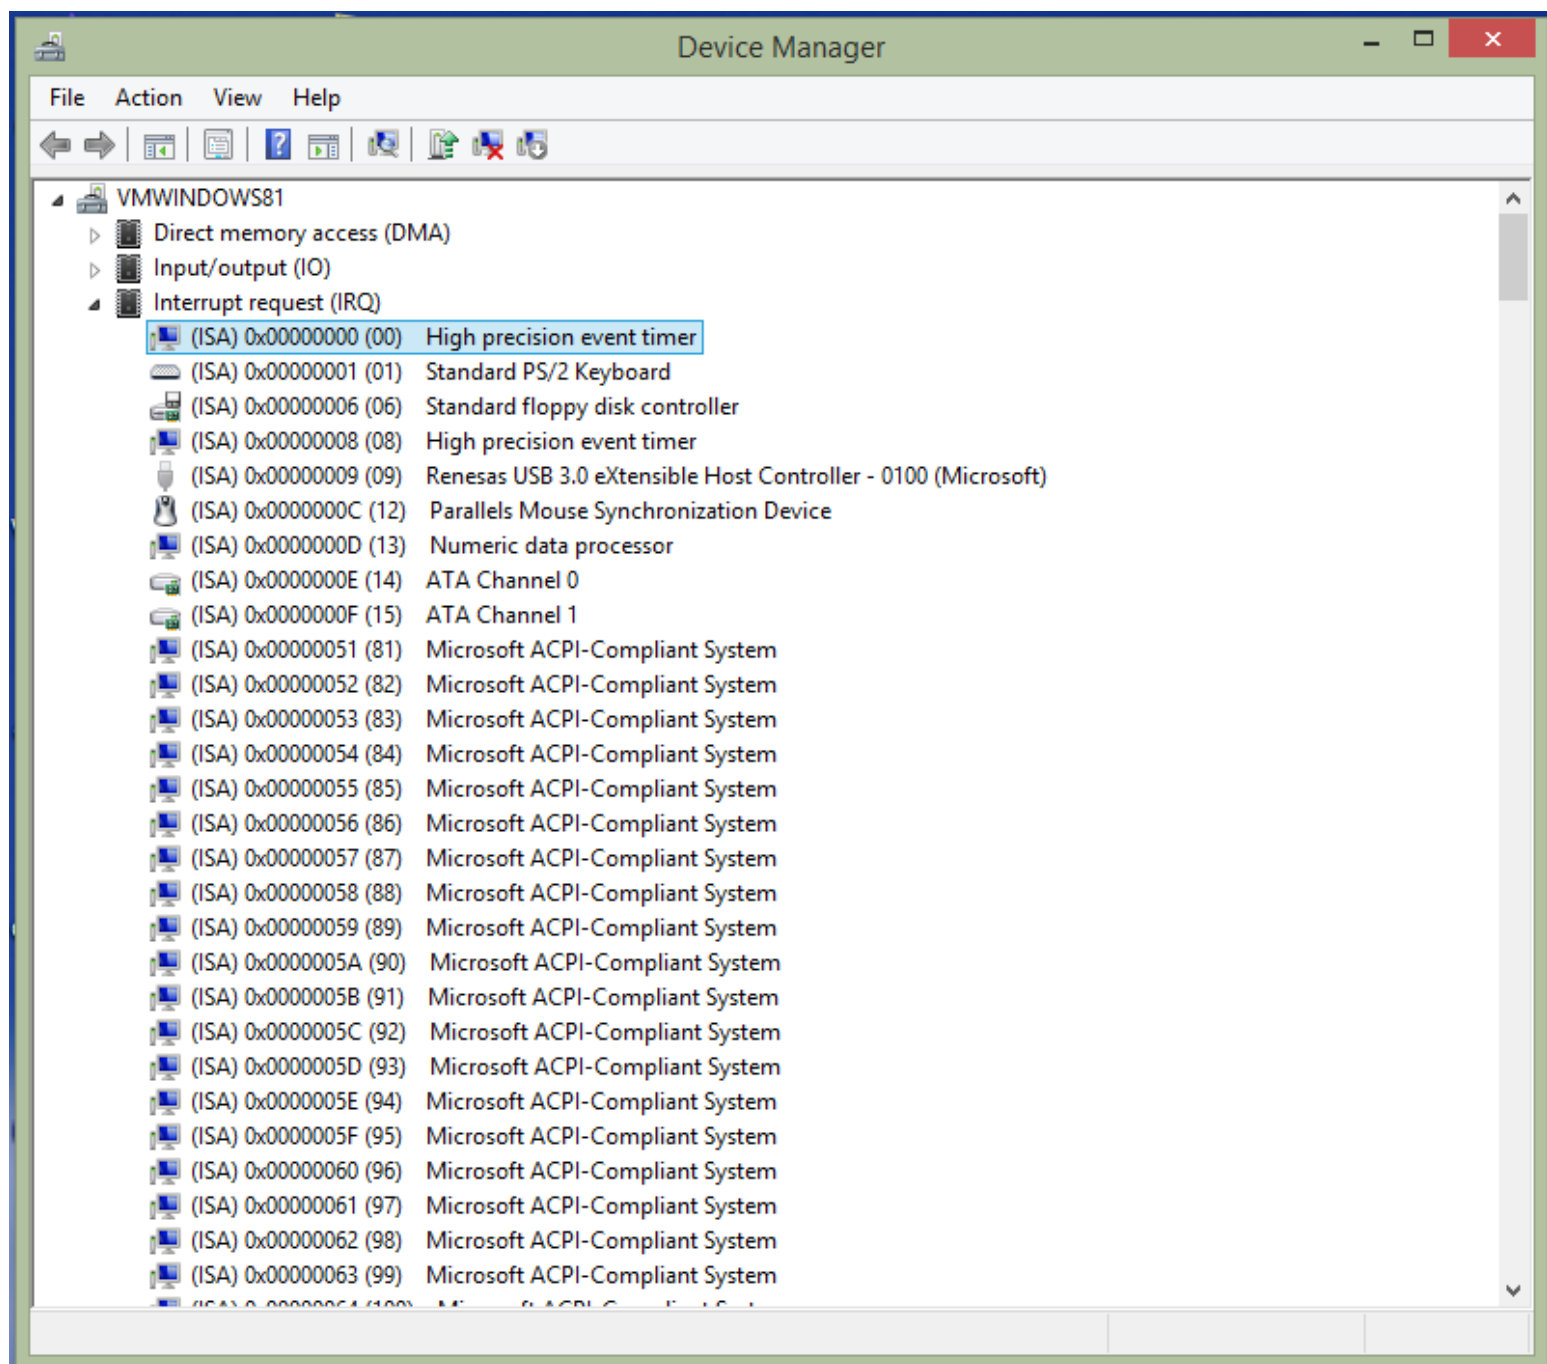 Device Manager
File Action View Help
VMWINDOWS81
Direct memory access (DMA)
Input/output (IO)
Interrupt request (IRQ)
(ISA) 0x00000000 (00) High precision event timer
(ISA) 0x00000001 (01) Standard PS/2 Keyboard
(ISA) 0x00000006 (06) Standard floppy disk controller
(ISA) 0x00000008 (08) High precision event timer
(ISA) 0x00000009 (09) Renesas USB 3.0 eXtensible Host Controller - 0100 (Microsoft)
(ISA) 0x0000000C (12) Parallels Mouse Synchronization Device
(ISA) 0x0000000D (13) Numeric data processor
(ISA) 0x0000000E (14) ATA Channel 0
(ISA) 0x0000000F (15) ATA Channel 1
(ISA) 0x00000051 (81) Microsoft ACPI-Compliant System
(ISA) 0x00000052 (82) Microsoft ACPI-Compliant System
(ISA) 0x00000053 (83) Microsoft ACPI-Compliant System
(ISA) 0x00000054 (84) Microsoft ACPI-Compliant System
(ISA) 0x00000055 (85) Microsoft ACPI-Compliant System
(ISA) 0x00000056 (86) Microsoft ACPI-Compliant System
(ISA) 0x00000057 (87) Microsoft ACPI-Compliant System
(ISA) 0x00000058 (88) Microsoft ACPI-Compliant System
(ISA) 0x00000059 (89) Microsoft ACPI-Compliant System
(ISA) 0x0000005A (90) Microsoft ACPI-Compliant System
(ISA) 0x0000005B (91) Microsoft ACPI-Compliant System
(ISA) 0x0000005C (92) Microsoft ACPI-Compliant System
(ISA) 0x0000005D (93) Microsoft ACPI-Compliant System
(ISA) 0x0000005E (94) Microsoft ACPI-Compliant System
(ISA) 0x0000005F (95) Microsoft ACPI-Compliant System
(ISA) 0x00000060 (96) Microsoft ACPI-Compliant System
(ISA) 0x00000061 (97) Microsoft ACPI-Compliant System
(ISA) 0x00000062 (98) Microsoft ACPI-Compliant System
(ISA) 0x00000063 (99) Microsoft ACPI-Compliant System